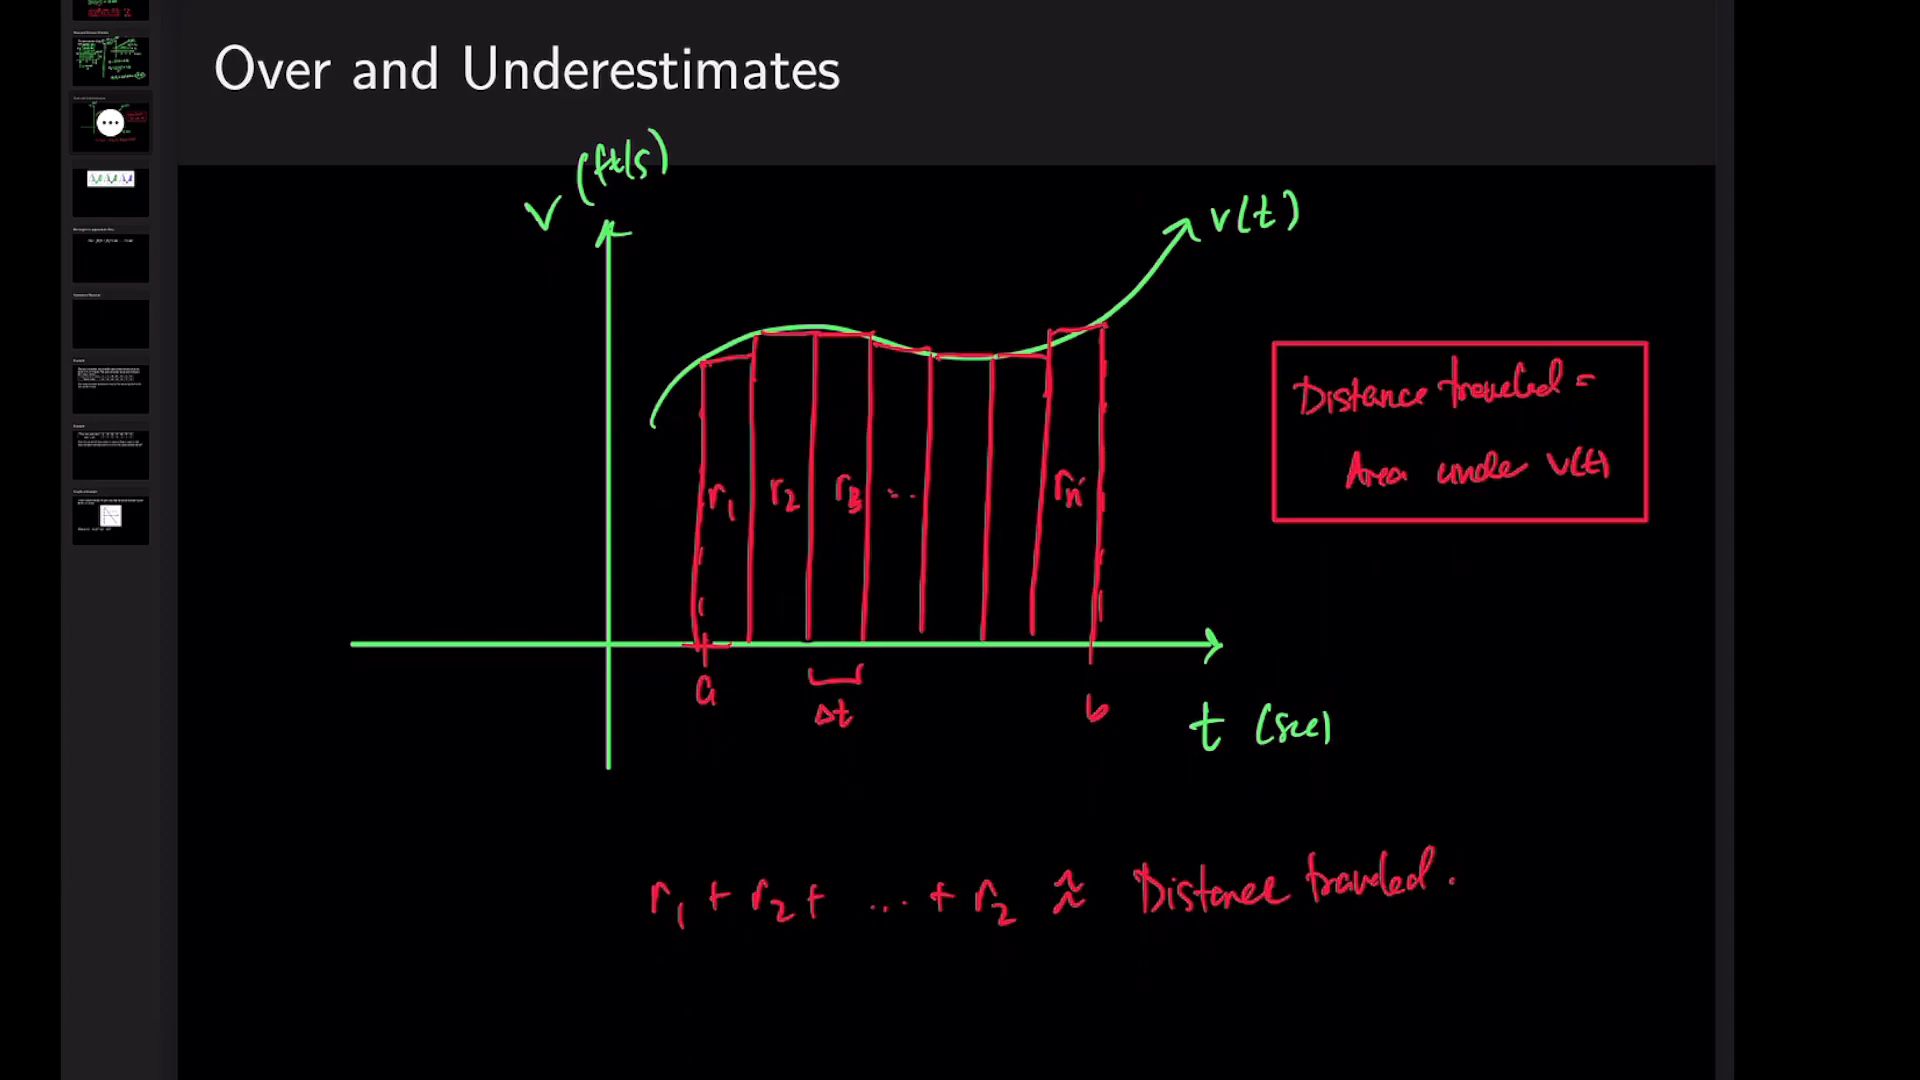 Over and Underestimates
V (ft/s)
v(t)
Distance traveled =
Area under v(t)
r1 r2 r3 ... rn
a
Δt
b
t (sec)
r1 + r2 + ... + r2 ≈ Distance traveled.